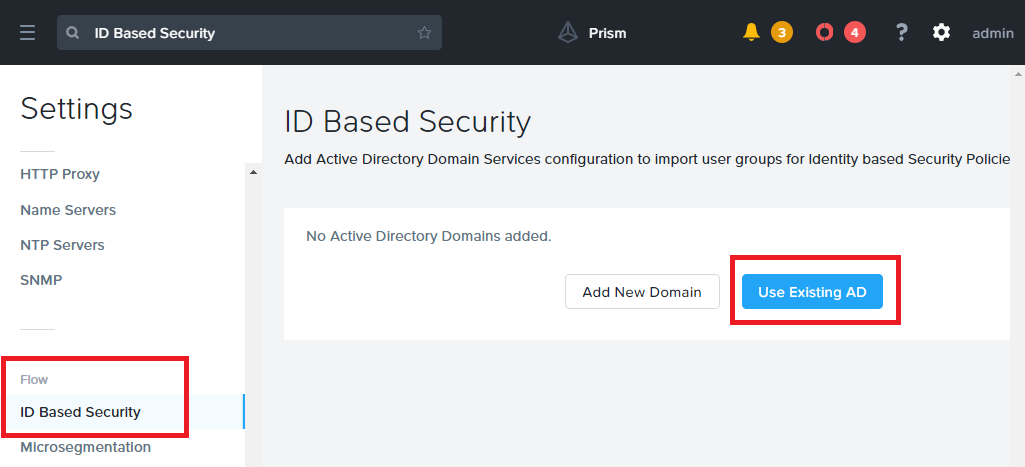 ID Based Security
Prism
3
4
?
admin
Settings
HTTP Proxy
Name Servers
NTP Servers
SNMP
Flow
ID Based Security
Microsegmentation
ID Based Security
Add Active Directory Domain Services configuration to import user groups for Identity based Security Policie
No Active Directory Domains added.
Add New Domain
Use Existing AD